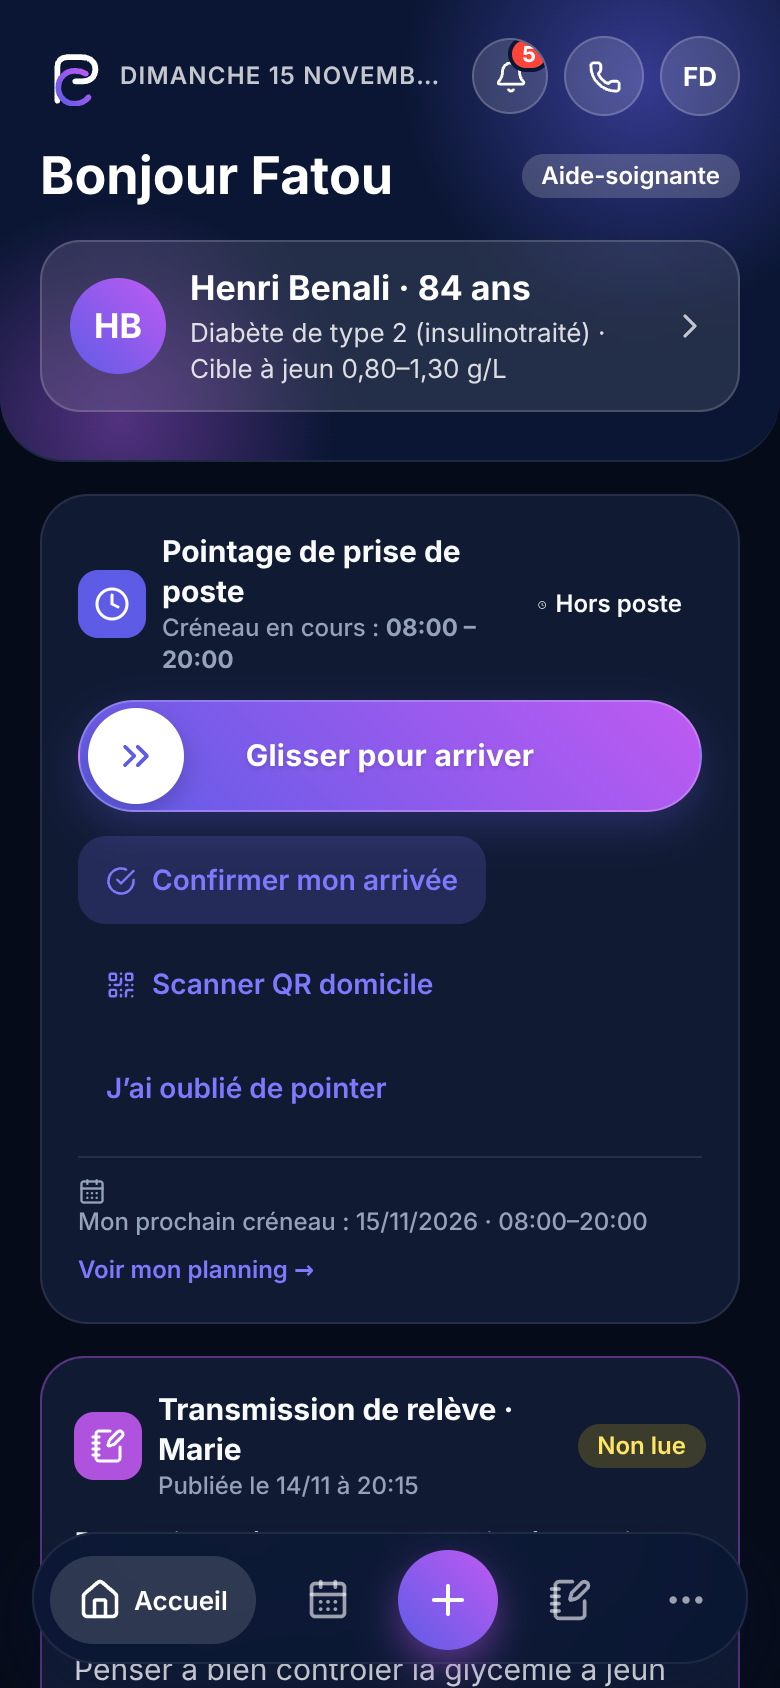 DIMANCHE 15 NOVEMB...
5
FD
Bonjour Fatou
Aide-soignante
HB
Henri Benali · 84 ans
Diabète de type 2 (insulinotraité) ·
Cible à jeun 0,80–1,30 g/L
Pointage de prise de
poste
Créneau en cours : 08:00 –
20:00
Hors poste
Glisser pour arriver
Confirmer mon arrivée
Scanner QR domicile
J’ai oublié de pointer
Mon prochain créneau : 15/11/2026 · 08:00–20:00
Voir mon planning →
Transmission de relève ·
Marie
Publiée le 14/11 à 20:15
Non lue
Accueil
Penser à bien contrôler la glycémie à jeun